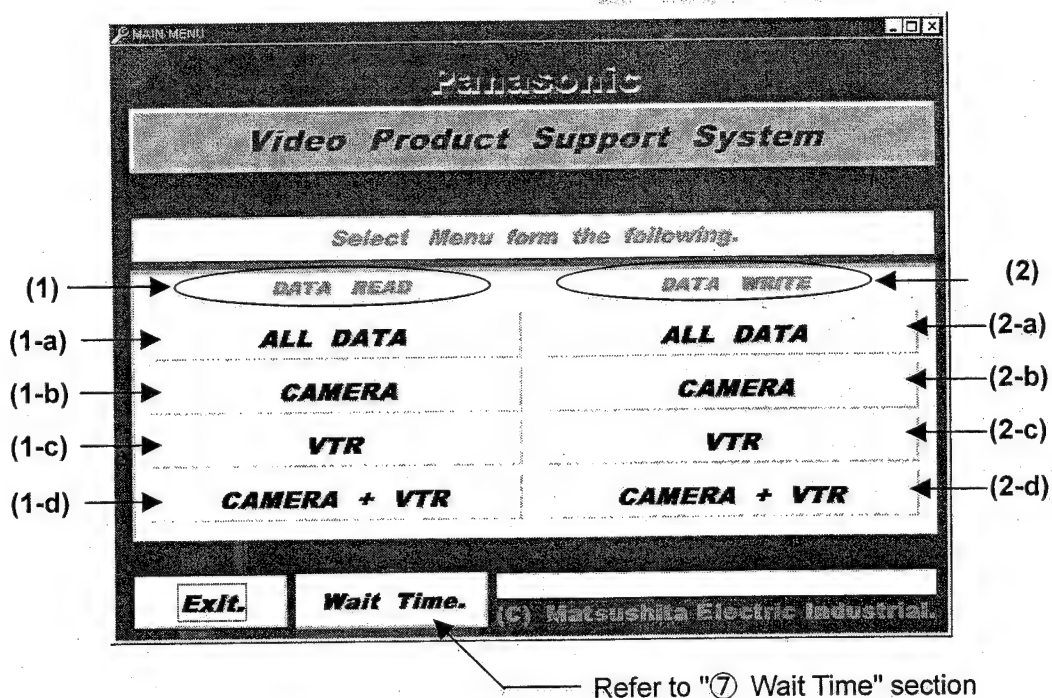 MAIN MENU
Panasonic
Video Product Support System
Select Menu form the following.
(1) DATA READ DATA WRITE (2)
(1-a) ALL DATA ALL DATA (2-a)
(1-b) CAMERA CAMERA (2-b)
(1-c) VTR VTR (2-c)
(1-d) CAMERA + VTR CAMERA + VTR (2-d)
Exit. Wait Time.
(C) Matsushita Electric Industrial.
Refer to "⑦ Wait Time" section